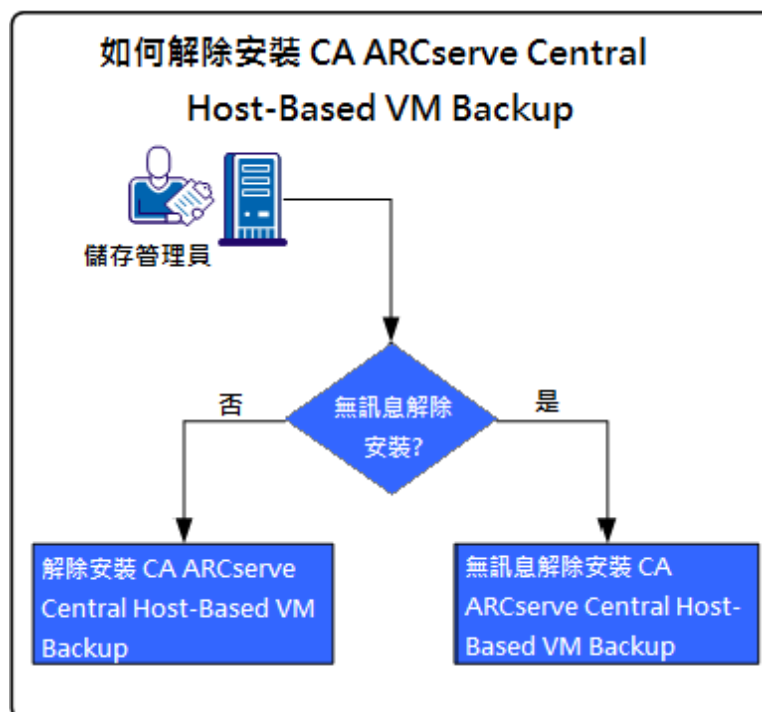 如何解除安裝 CA ARCserve Central
Host-Based VM Backup
儲存管理員
無訊息解除
安裝?
否
是
解除安裝 CA ARCserve
Central Host-Based VM
Backup
無訊息解除安裝 CA
ARCserve Central Host-
Based VM Backup